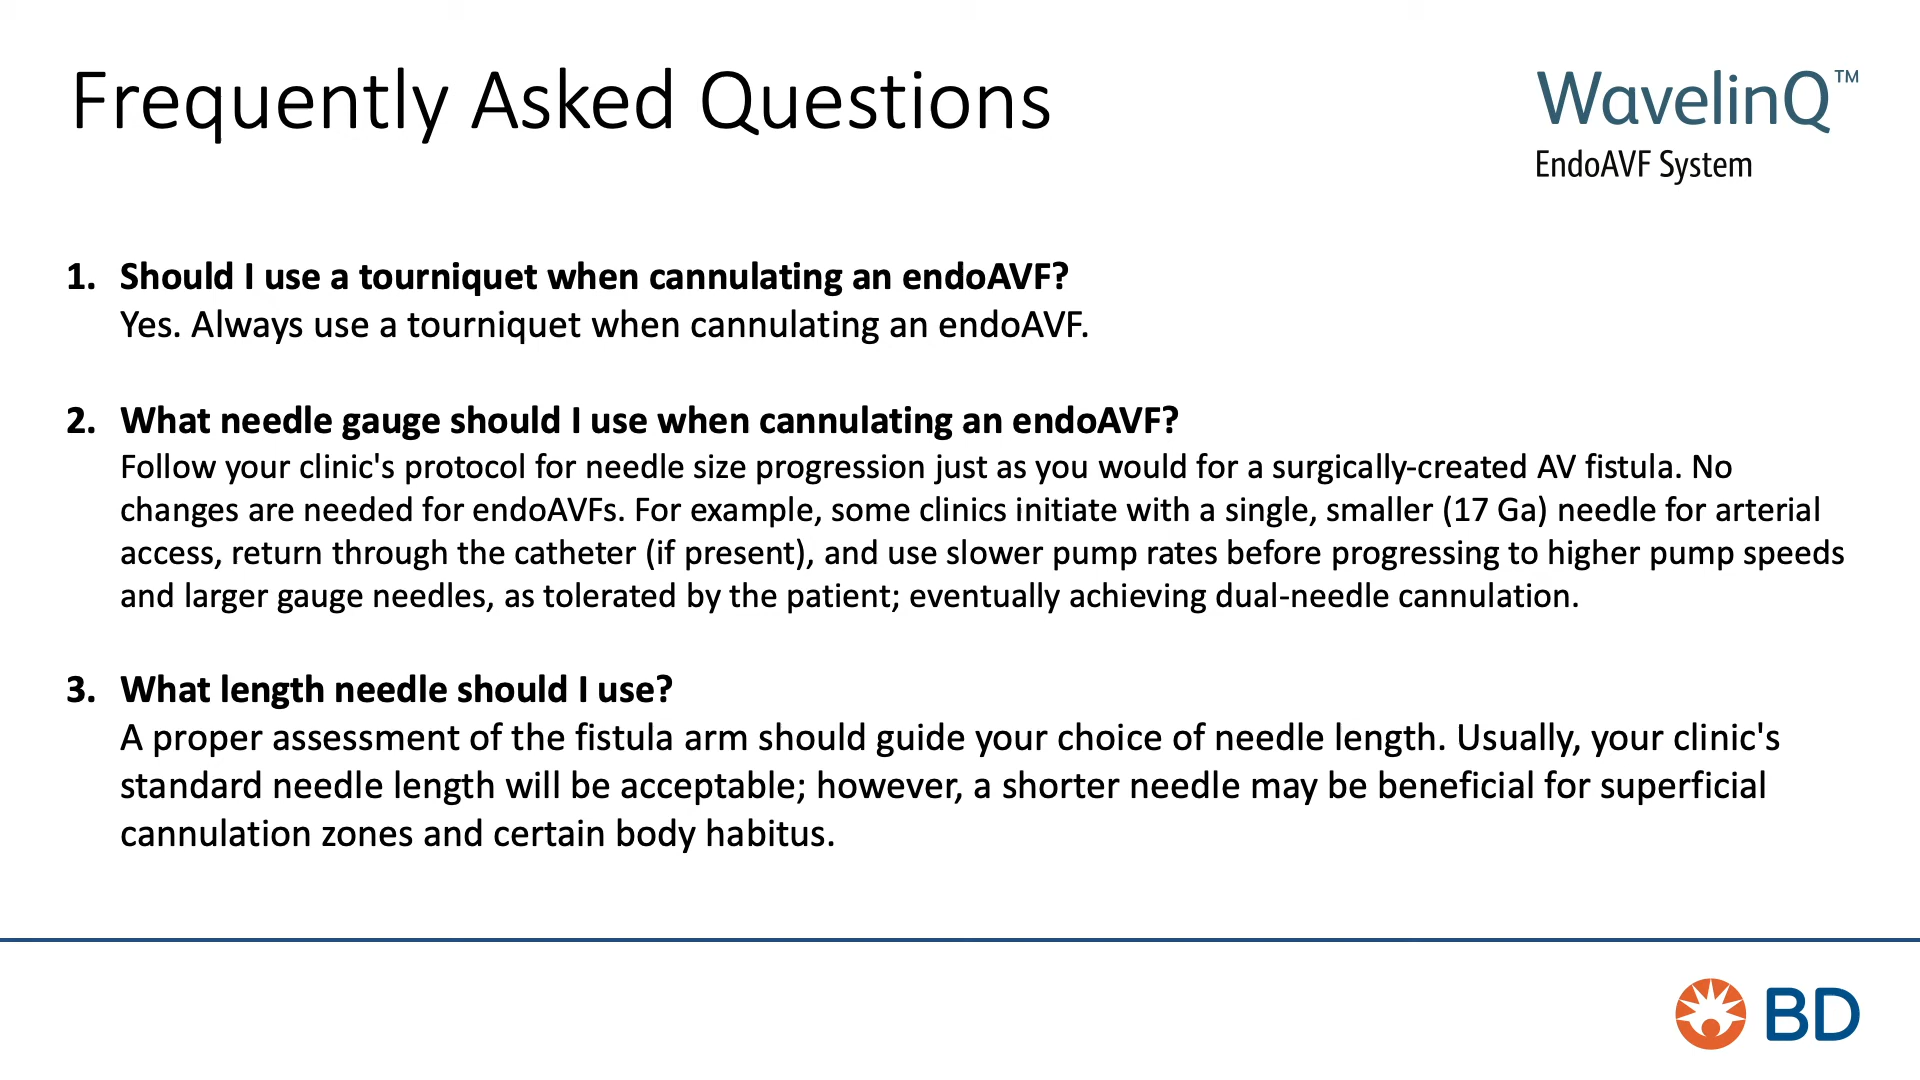 Frequently Asked Questions
WavelinQ™
EndoAVF System
1. Should I use a tourniquet when cannulating an endoAVF?
Yes. Always use a tourniquet when cannulating an endoAVF.
2. What needle gauge should I use when cannulating an endoAVF?
Follow your clinic's protocol for needle size progression just as you would for a surgically-created AV fistula. No
changes are needed for endoAVFs. For example, some clinics initiate with a single, smaller (17 Ga) needle for arterial
access, return through the catheter (if present), and use slower pump rates before progressing to higher pump speeds
and larger gauge needles, as tolerated by the patient; eventually achieving dual-needle cannulation.
3. What length needle should I use?
A proper assessment of the fistula arm should guide your choice of needle length. Usually, your clinic's
standard needle length will be acceptable; however, a shorter needle may be beneficial for superficial
cannulation zones and certain body habitus.
BD